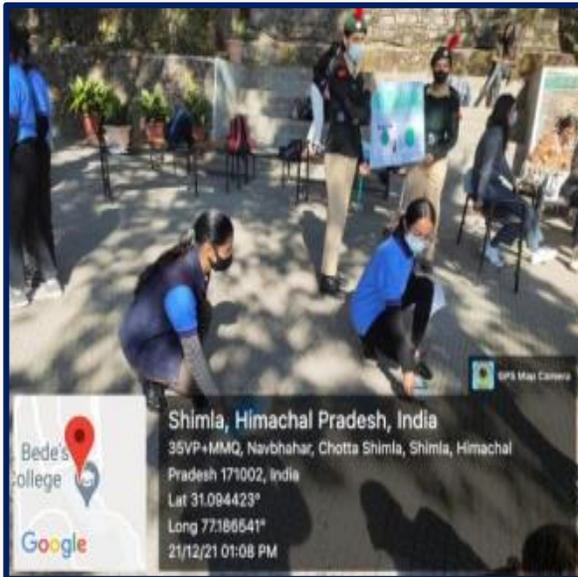 GPS Map Camera
Bede's
College
Google
Shimla, Himachal Pradesh, India
35VP+MMQ, Navbhahar, Chotta Shimla, Shimla, Himachal
Pradesh 171002, India
Lat 31.094423°
Long 77.186541°
21/12/21 01:08 PM